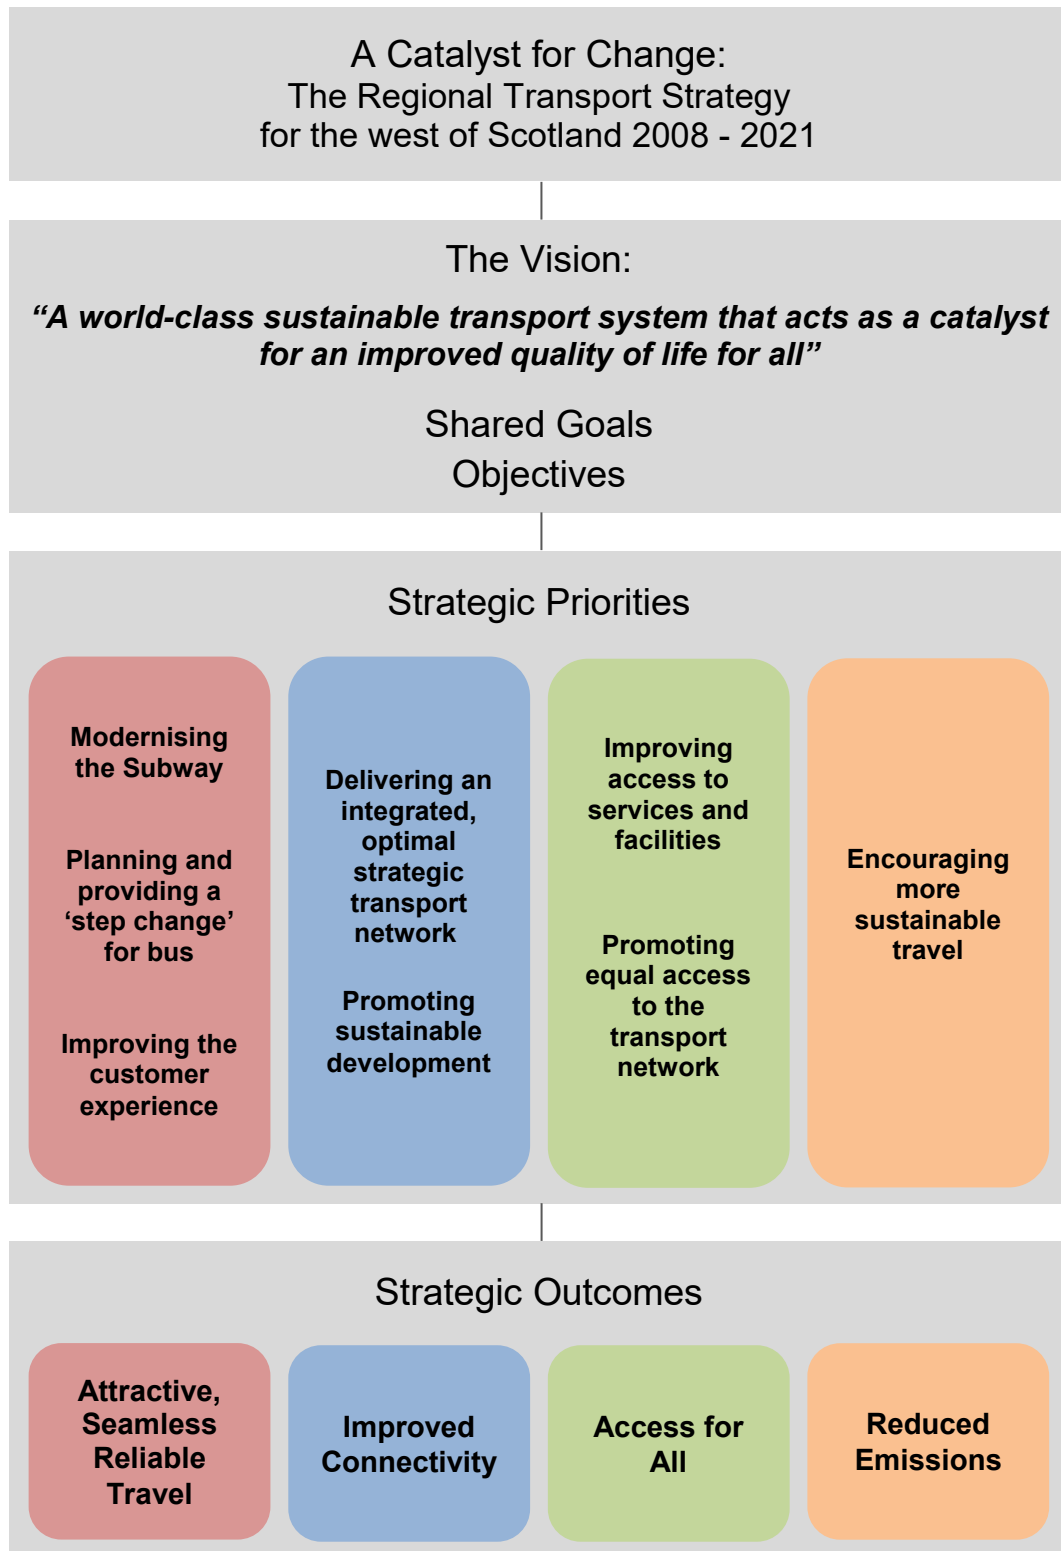 A Catalyst for Change:
The Regional Transport Strategy
for the west of Scotland 2008 - 2021
The Vision:
“A world-class sustainable transport system that acts as a catalyst
for an improved quality of life for all”
Shared Goals
Objectives
Strategic Priorities
Modernising
the Subway
Planning and
providing a
‘step change’
for bus
Improving the
customer
experience
Delivering an
integrated,
optimal
strategic
transport
network
Promoting
sustainable
development
Improving
access to
services and
facilities
Promoting
equal access
to the
transport
network
Encouraging
more
sustainable
travel
Strategic Outcomes
Attractive,
Seamless
Reliable
Travel
Improved
Connectivity
Access for
All
Reduced
Emissions